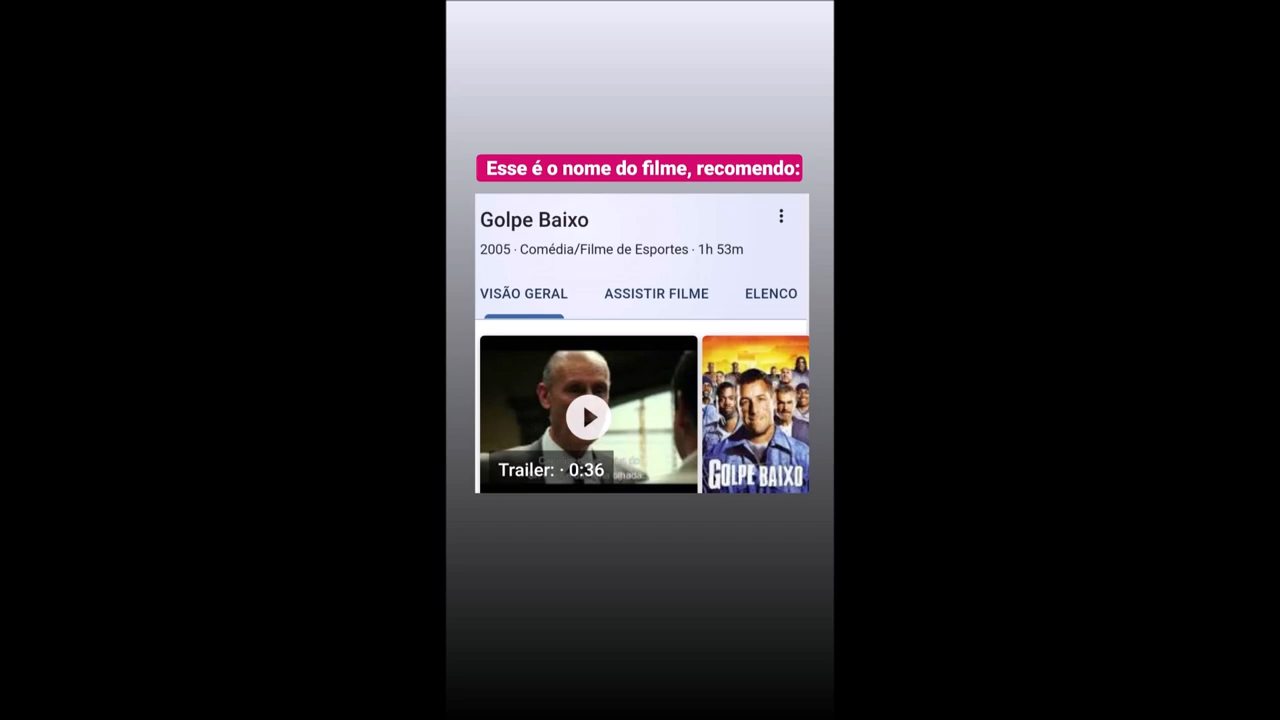 Esse é o nome do filme, recomendo:
Golpe Baixo
2005 · Comédia/Filme de Esportes · 1h 53m
VISÃO GERAL ASSISTIR FILME ELENCO
Trailer: · 0:36
GOLPE BAIXO